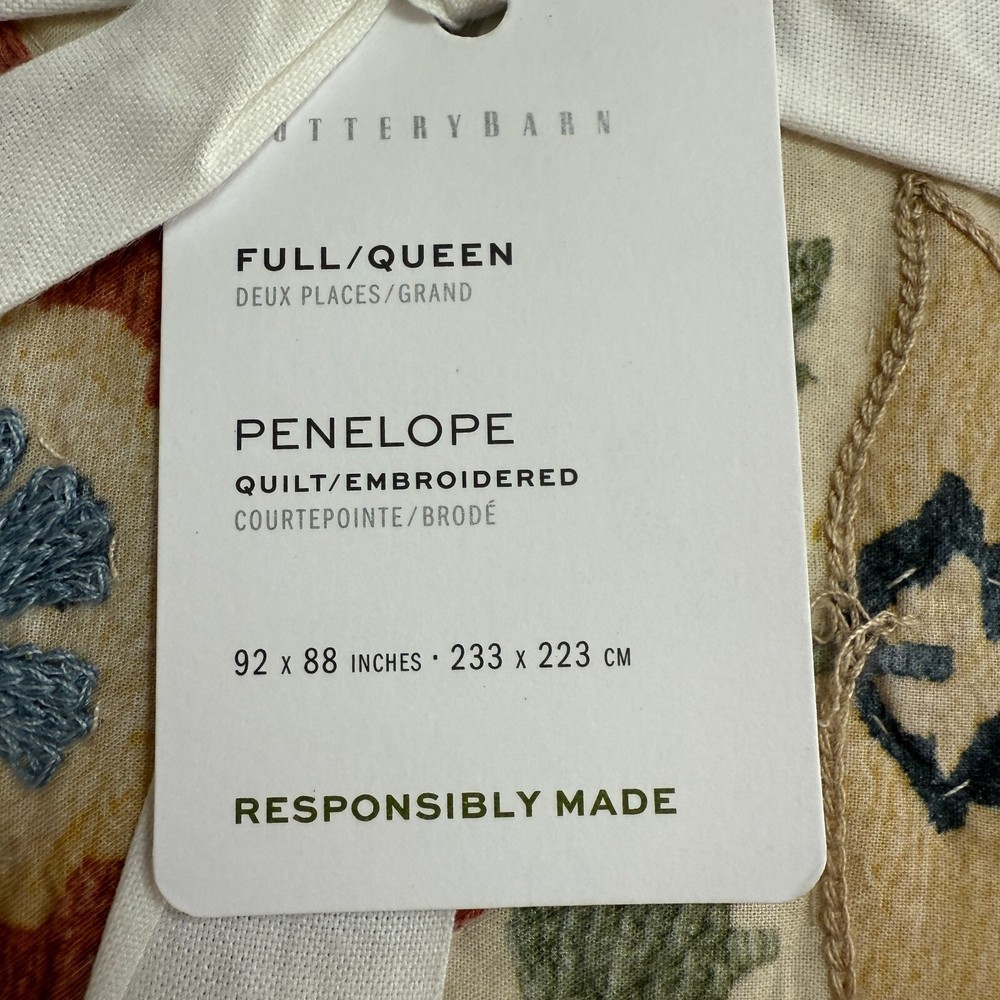 OTTERYBARN
FULL/QUEEN
DEUX PLACES/GRAND
PENELOPE
QUILT/EMBROIDERED
COURTEPOINTE/BRODÉ
92 X 88 INCHES · 233 X 223 CM
RESPONSIBLY MADE